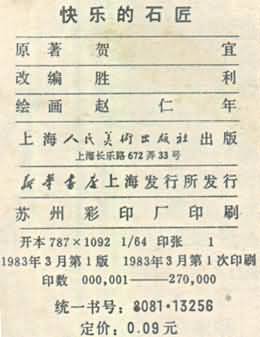 快乐的石匠
原著 贺宜
改编 胜利
绘画 赵仁年
上海人民美术出版社出版
上海长乐路672弄33号
新华书店上海发行所发行
苏州彩印厂印刷
开本 787×1092 1/64 印张 1
1983年3月第1版 1983年3月第1次印刷
印数 000,001——270,000
统一书号：8081·13256
定价：0.09元